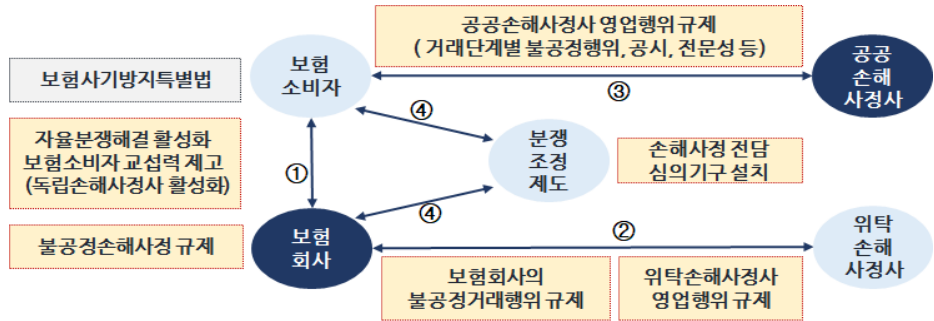 공공손해사정사 영업행위 규제
( 거래단계별 불공정행위, 공시, 전문성 등)
보험
소비자
공공
손해
사정사
보험사기방지특별법
③
④
자율분쟁해결 활성화
보험소비자 교섭력 제고
(독립손해사정사 활성화)
①
분쟁
조정
제도
손해사정 전담
심의기구 설치
④
불공정손해사정 규제
보험
회사
②
위탁
손해
사정사
보험회사의
불공정거래행위 규제
위탁손해사정사
영업행위 규제